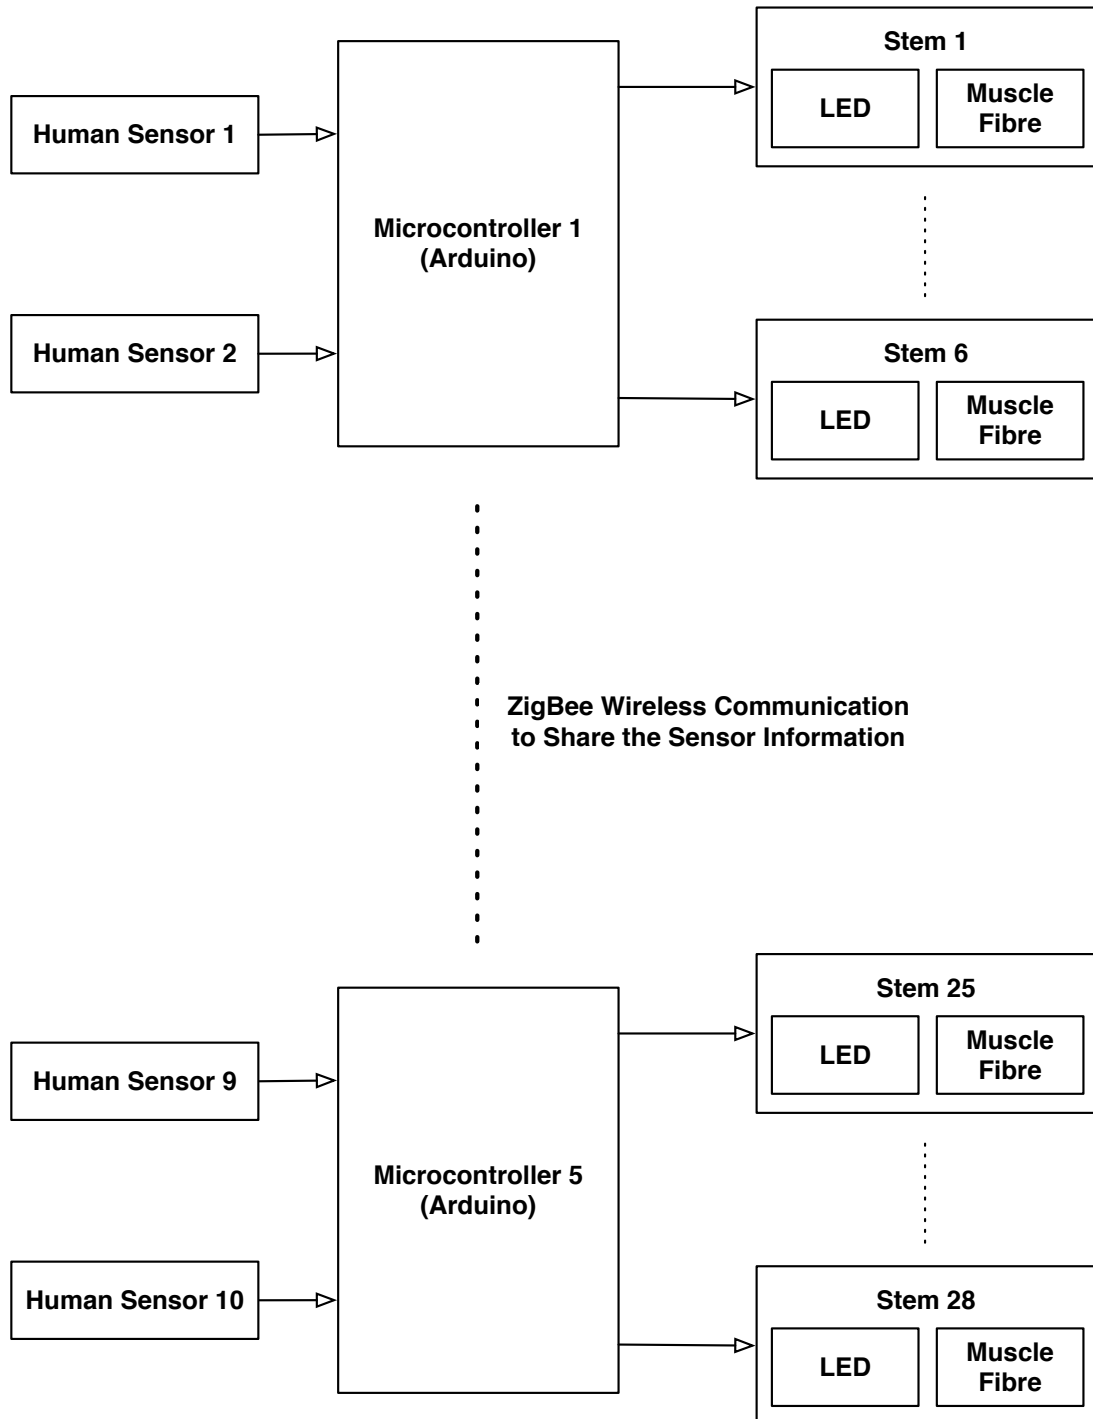 Human Sensor 1
Human Sensor 2
Microcontroller 1
(Arduino)
Stem 1
LED
Muscle
Fibre
Stem 6
LED
Muscle
Fibre
ZigBee Wireless Communication
to Share the Sensor Information
Human Sensor 9
Human Sensor 10
Microcontroller 5
(Arduino)
Stem 25
LED
Muscle
Fibre
Stem 28
LED
Muscle
Fibre